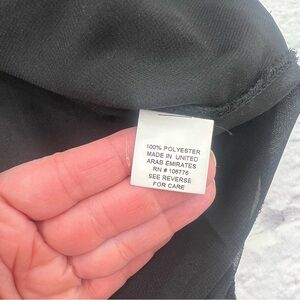 100% POLYESTER
MADE IN UNITED
ARAB EMIRATES
RN # 106776
SEE REVERSE
FOR CARE